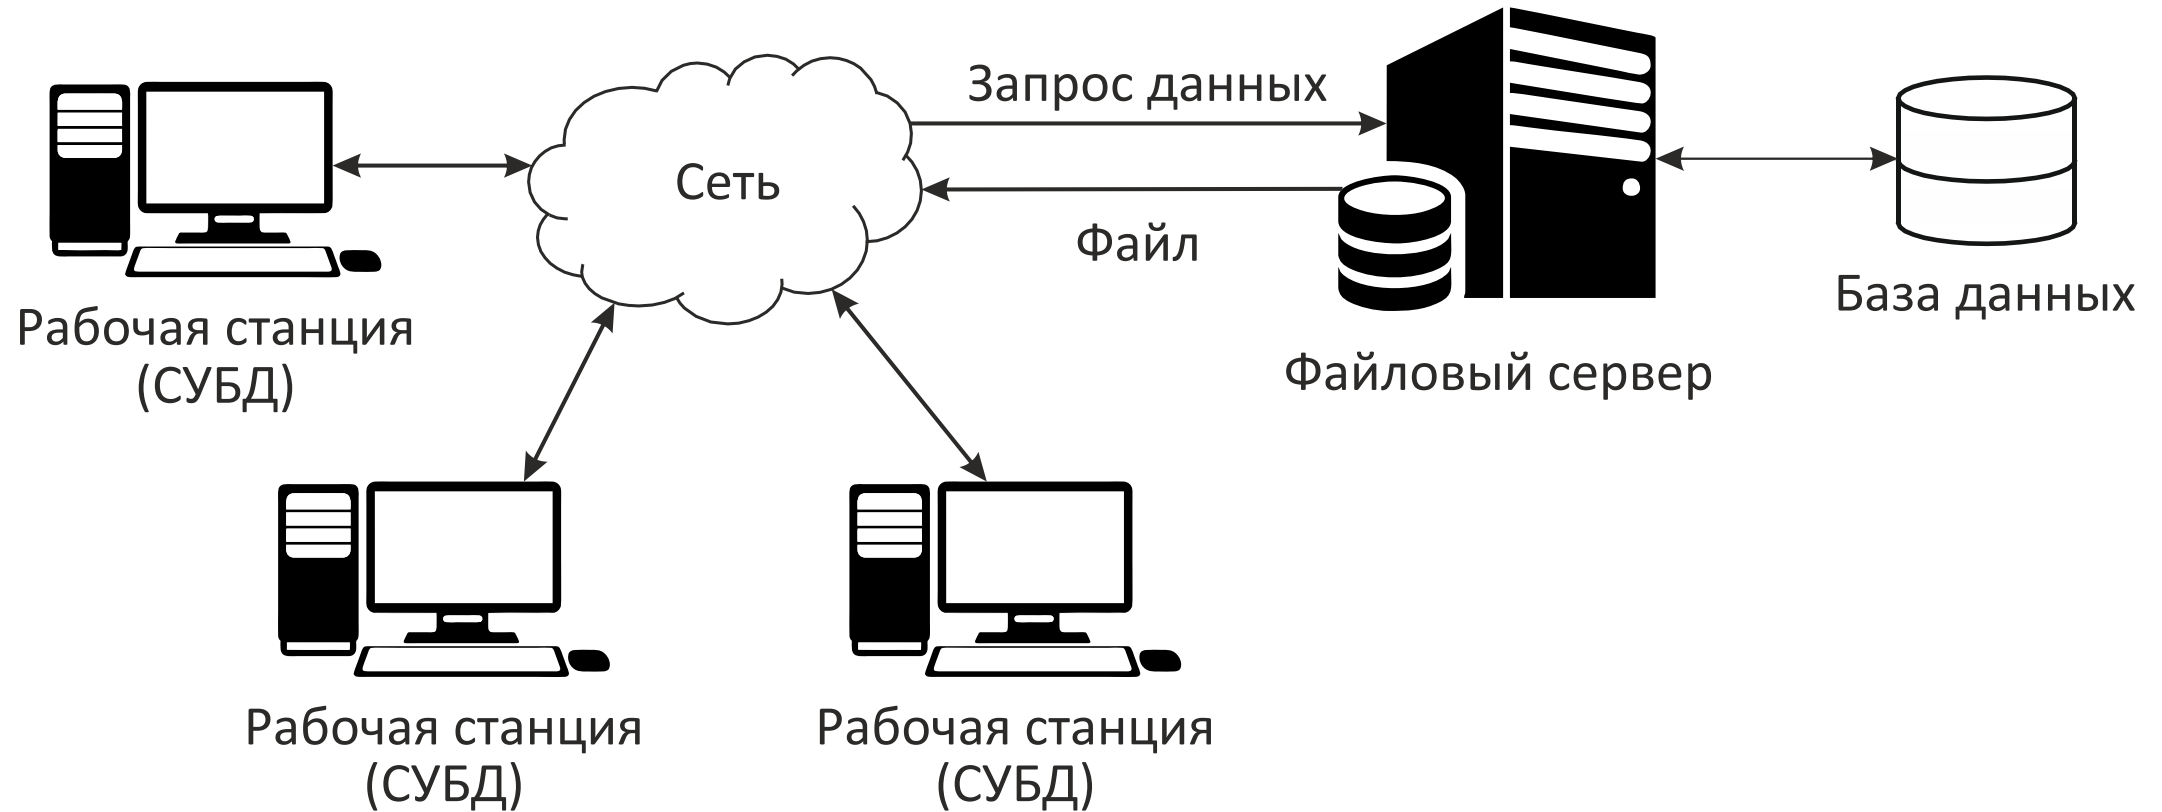 Запрос данных
Сеть
Файл
База данных
Рабочая станция
(СУБД)
Файловый сервер
Рабочая станция
(СУБД)
Рабочая станция
(СУБД)